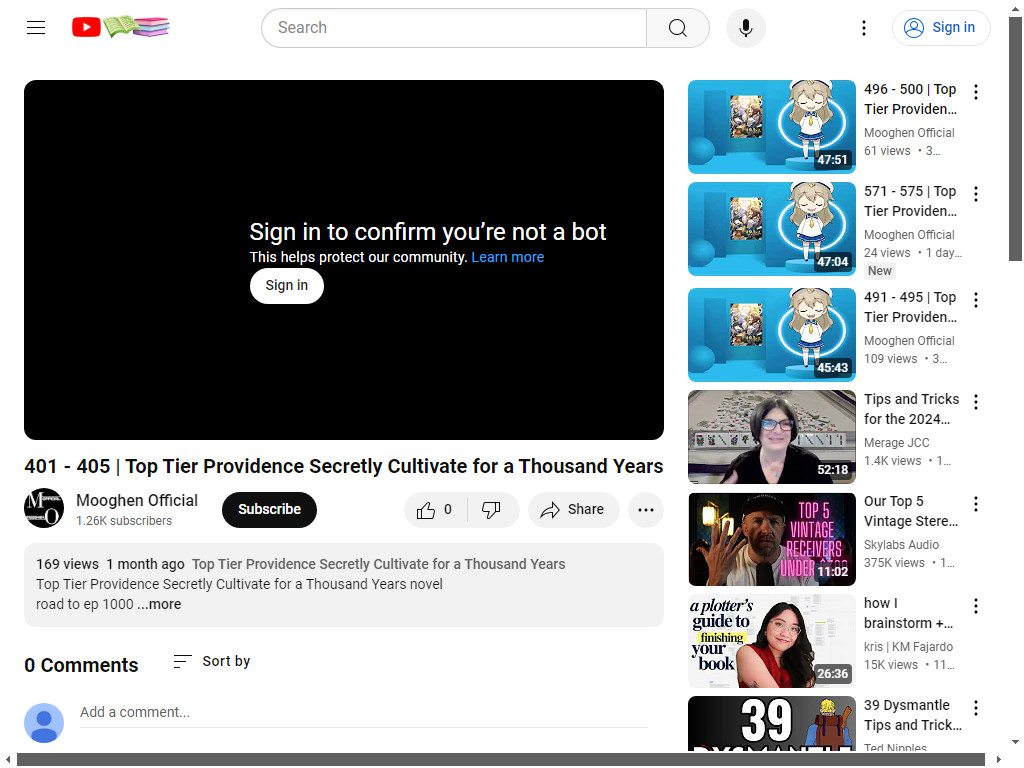 Search
Sign in
Sign in to confirm you’re not a bot
This helps protect our community. Learn more
Sign in
401 - 405 | Top Tier Providence Secretly Cultivate for a Thousand Years
Mooghen Official
1.26K subscribers
Subscribe
0
Share
169 views 1 month ago Top Tier Providence Secretly Cultivate for a Thousand Years
Top Tier Providence Secretly Cultivate for a Thousand Years novel
road to ep 1000 ...more
0 Comments
Sort by
Add a comment...
47:51
496 - 500 | Top
Tier Providen...
Mooghen Official
61 views • 3...
47:04
571 - 575 | Top
Tier Providen...
Mooghen Official
24 views • 1 day...
New
45:43
491 - 495 | Top
Tier Providen...
Mooghen Official
109 views • 3...
52:18
Tips and Tricks
for the 2024...
Merage JCC
1.4K views • 1...
TOP 5
VINTAGE
RECEIVERS
11:02
Our Top 5
Vintage Stere...
Skylabs Audio
375K views • 1...
a plotter's
guide to
finishing
your
book
26:36
how I
brainstorm +...
kris | KM Fajardo
15K views • 11...
39
39 Dysmantle
Tips and Trick...
Ted Nipples